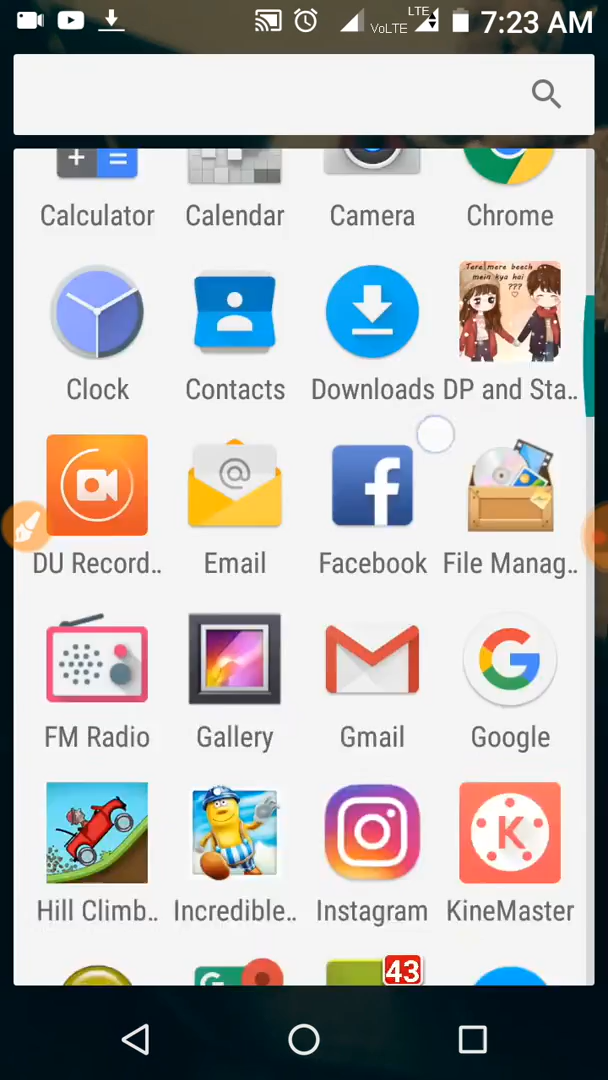 LTE
VoLTE
7:23 AM
Calculator Calendar Camera Chrome
Tere mere beech
mein kya hai
???
Clock Contacts Downloads DP and Sta..
DU Record.. Email Facebook File Manag..
FM Radio Gallery Gmail Google
Hill Climb.. Incredible.. Instagram KineMaster
43